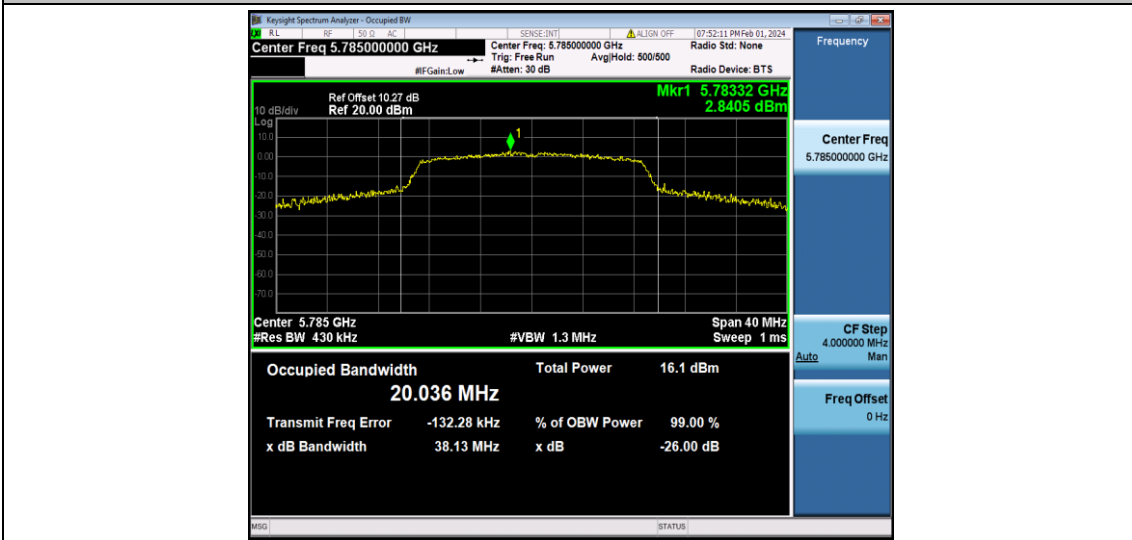 Keysight Spectrum Analyzer - Occupied BW
RL RF 50 Ω AC SENSE:INT ALIGN OFF 07:52:11 PM Feb 01, 2024
Center Freq 5.785000000 GHz
Center Freq: 5.785000000 GHz
Radio Std: None
Trig: Free Run Avg|Hold: 500/500
#IFGain:Low #Atten: 30 dB Radio Device: BTS
Mkr1 5.78332 GHz
2.8405 dBm
Ref Offset 10.27 dB
10 dB/div Ref 20.00 dBm
Log
10.0
0.00
-10.0
-20.0
-30.0
-40.0
-50.0
-60.0
-70.0
1
Center 5.785 GHz Span 40 MHz
#Res BW 430 kHz #VBW 1.3 MHz Sweep 1 ms
Occupied Bandwidth Total Power 16.1 dBm
20.036 MHz
Transmit Freq Error -132.28 kHz % of OBW Power 99.00 %
x dB Bandwidth 38.13 MHz x dB -26.00 dB
MSG STATUS
Frequency
Center Freq
5.785000000 GHz
CF Step
4.000000 MHz
Auto Man
Freq Offset
0 Hz